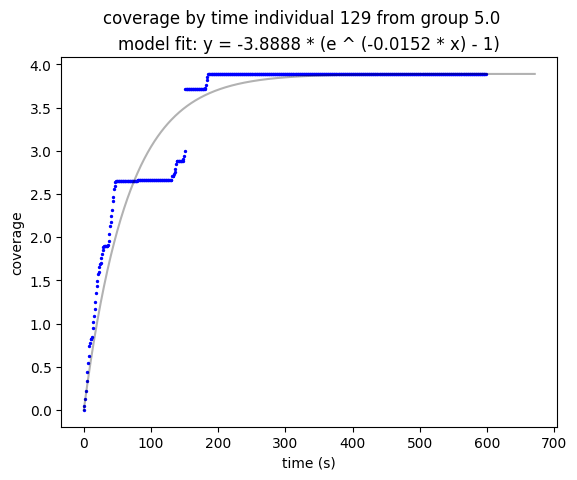 coverage by time individual 129 from group 5.0
model fit: y = -3.8888 * (e ^ (-0.0152 * x) - 1)
4.0
3.5
3.0
2.5
2.0
1.5
1.0
0.5
0.0
coverage
0 100 200 300 400 500 600 700
time (s)